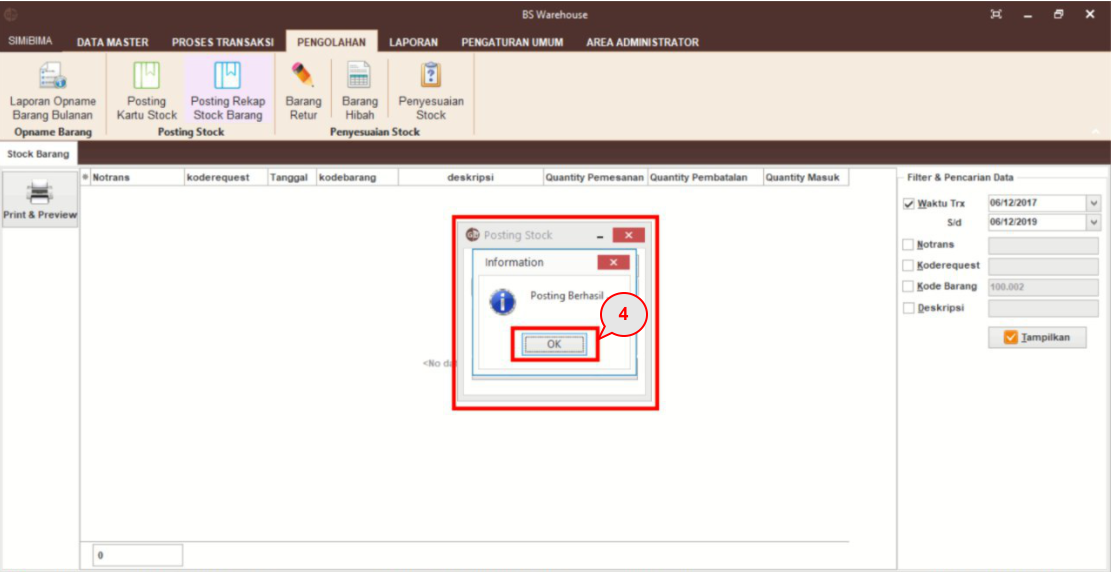 BS Warehouse
SIMiBIMA DATA MASTER PROSES TRANSAKSI PENGOLAHAN LAPORAN PENGATURAN UMUM AREA ADMINISTRATOR
Laporan Opname
Barang Bulanan
Opname Barang
Posting
Kartu Stock
Posting Rekap
Stock Barang
Posting Stock
Barang
Retur
Barang
Hibah
Penyesuaian
Stock
Penyesuaian Stock
Stock Barang
Print & Preview
Notrans koderequest Tanggal kodebarang deskripsi Quantity Pemesanan Quantity Pembatalan Quantity Masuk
<No da
0
Posting Stock
Information
Posting Berhasil
OK
4
Filter & Pencarian Data
Waktu Trx 06/12/2017
S/d 06/12/2019
Notrans
Koderequest
Kode Barang 100.002
Deskripsi
Tampilkan